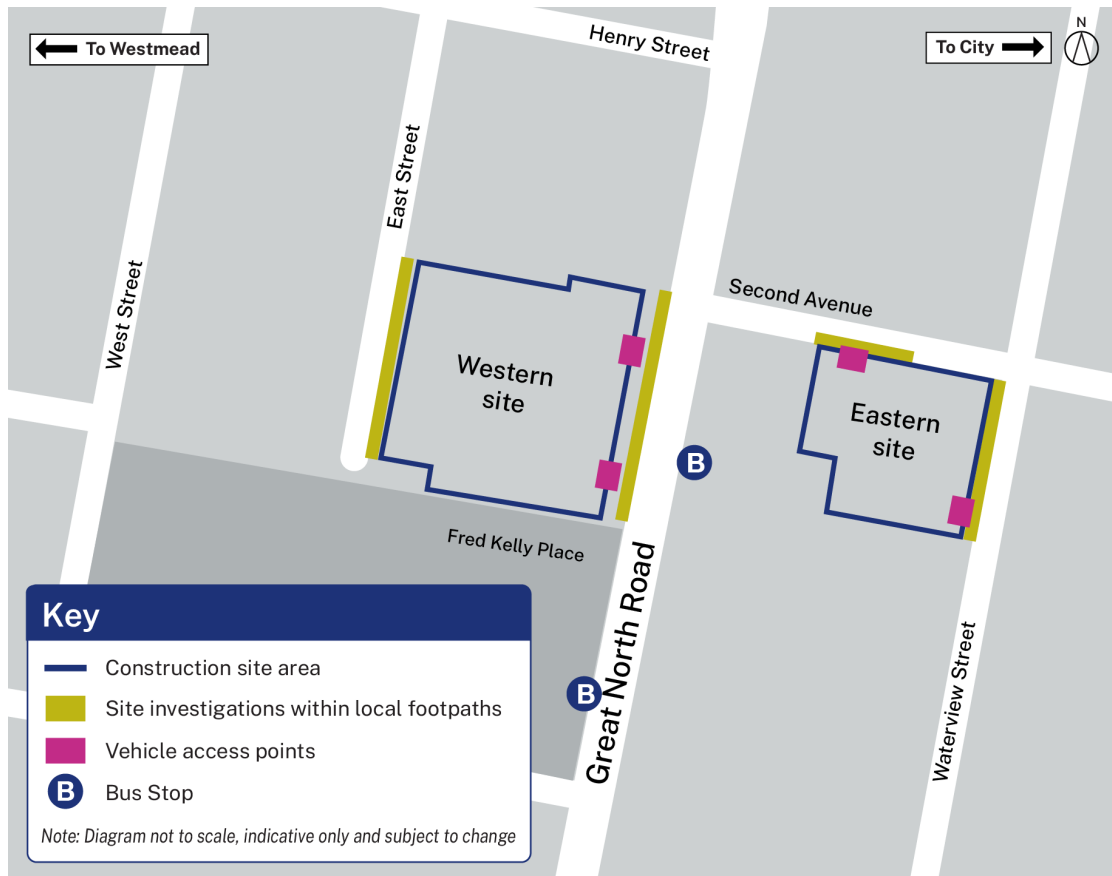 To Westmead
Henry Street
To City
N
East Street
West Street
Second Avenue
Western
site
Eastern
site
B
Fred Kelly Place
Great North Road
B
Waterview Street
Key
Construction site area
Site investigations within local footpaths
Vehicle access points
B Bus Stop
Note: Diagram not to scale, indicative only and subject to change